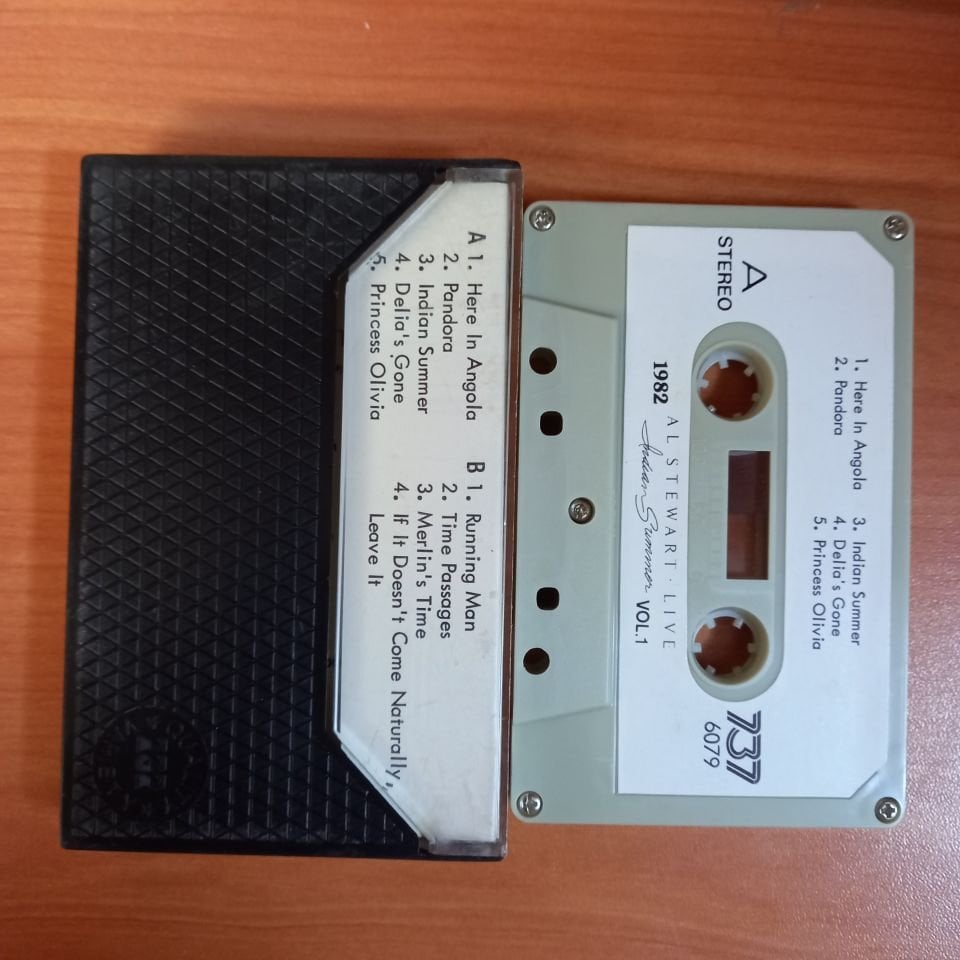 A 1. Here In Angola
2. Pandora
3. Indian Summer
4. Delia's Gone
5. Princess Olivia
B 1. Running Man
2. Time Passages
3. Merlin's Time
4. If It Doesn't Come Naturally,
Leave It
1. Here In Angola
2. Pandora
3. Indian Summer
4. Delia's Gone
5. Princess Olivia
A
STEREO
737
6079
1982 AL STEWART · LIVE
Indian Summer VOL.1